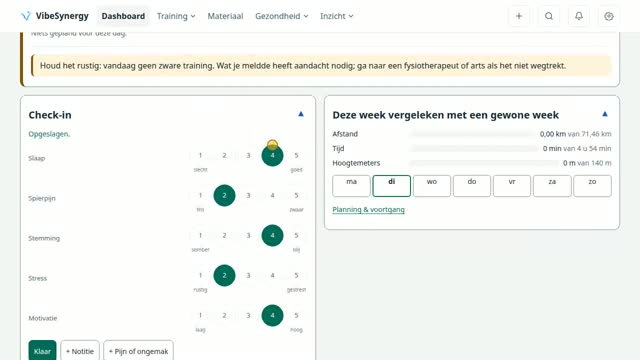 VibeSynergy Dashboard Training Materiaal Gezondheid Inzicht
Niets gepland voor deze dag.
Houd het rustig: vandaag geen zware training. Wat je meldde heeft aandacht nodig; ga naar een fysiotherapeut of arts als het niet wegtrekt.
Check-in
Opgeslagen.
Slaap 1 2 3 4 5
slecht goed
Spierpijn 1 2 3 4 5
fris zwaar
Stemming 1 2 3 4 5
somber blij
Stress 1 2 3 4 5
rustig gestrest
Motivatie 1 2 3 4 5
laag hoog
Klaar + Notitie + Pijn of ongemak
Deze week vergeleken met een gewone week
Afstand 0,00 km van 71,46 km
Tijd 0 min van 4 u 54 min
Hoogtemeters 0 m van 140 m
ma di wo do vr za zo
Planning & voortgang